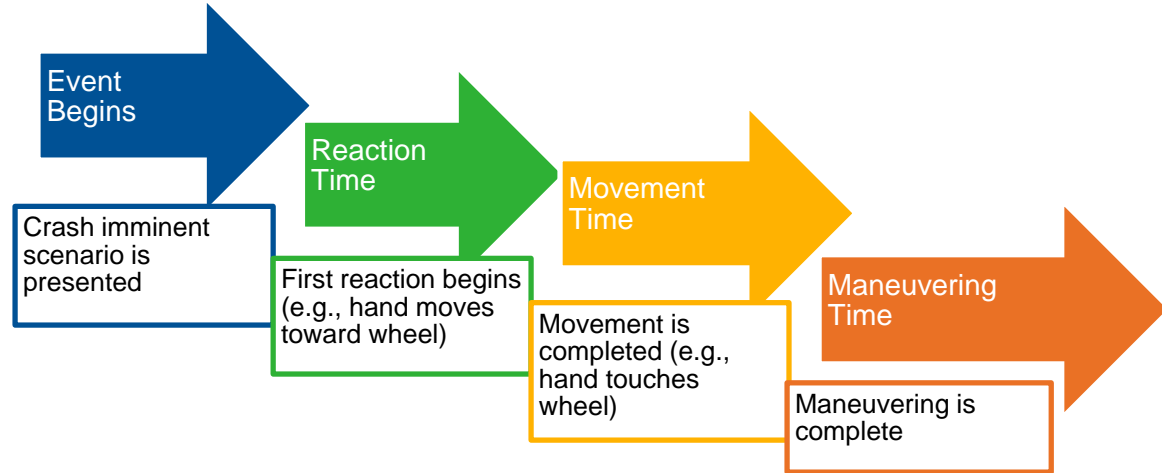 Event
Begins
Crash imminent
scenario is
presented
Reaction
Time
First reaction begins
(e.g., hand moves
toward wheel)
Movement
Time
Movement is
completed (e.g.,
hand touches
wheel)
Maneuvering
Time
Maneuvering is
complete